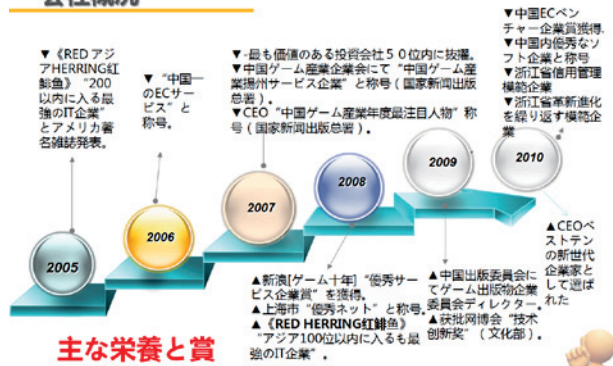 ▼《RED アジ
アHERRING红
鲱鱼》“200
以内に入る最
強のIT企業”
とアメリカ著
名雑誌発表。
▼“中国一
のECサー
ビス”と
称号。
▼-最も価値のある投資会社５０位内に抜擢。
▼中国ゲーム産業企業会にて“中国ゲーム産
業揚州サービス企業”と称号（国家新闻出版
总署）。
▼CEO“中国ゲーム産業年度最注目人物”称
号（国家新闻出版总署）。
▼中国ECベン
チャー企業賞獲得.
▼中国内優秀なソ
フト企業と称号
▼浙江省信用管理
模範企業
▼浙江省革新進化
を繰り返す模範企
業
2005
2006
2007
2008
2009
2010
▲新浪[ゲーム十年]“優秀サー
ビス企業賞”を獲得。
▲上海市“優秀ネット”と称号。
▲《RED HERRING红鲱鱼》
“アジア100位以内に入るも最
強のIT企業”。
▲中国出版委員会に
てゲーム出版物企業
委員会ディレクター。
▲获批网博会“技术
创新奖”（文化部）。
▲CEOベ
ストテン
の新世代
企業家と
して選ば
れた
主な栄養と賞